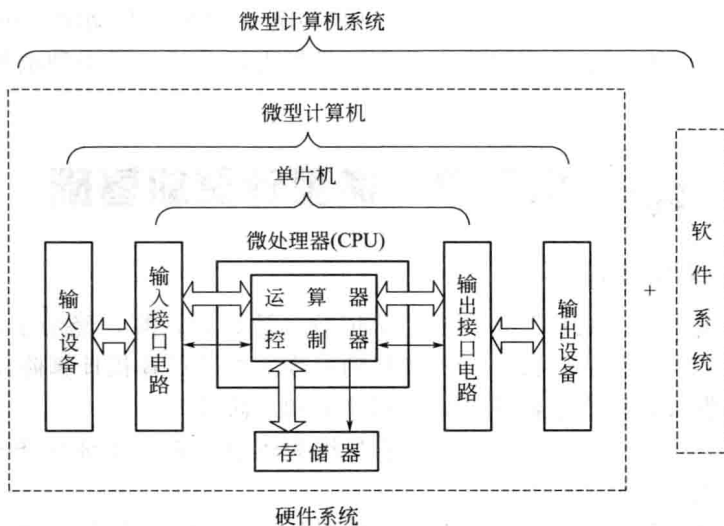 微型计算机系统
微型计算机
单片机
微处理器(CPU)
输入设备
输入接口电路
运算器
控制器
存储器
输出接口电路
输出设备
+
软件系统
硬件系统